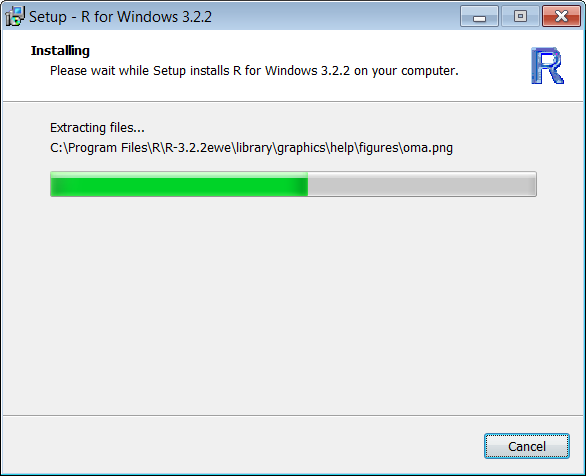 Setup - R for Windows 3.2.2
Installing
Please wait while Setup installs R for Windows 3.2.2 on your computer.
R
Extracting files...
C:\Program Files\R\R-3.2.2ewe\library\graphics\help\figures\oma.png
Cancel